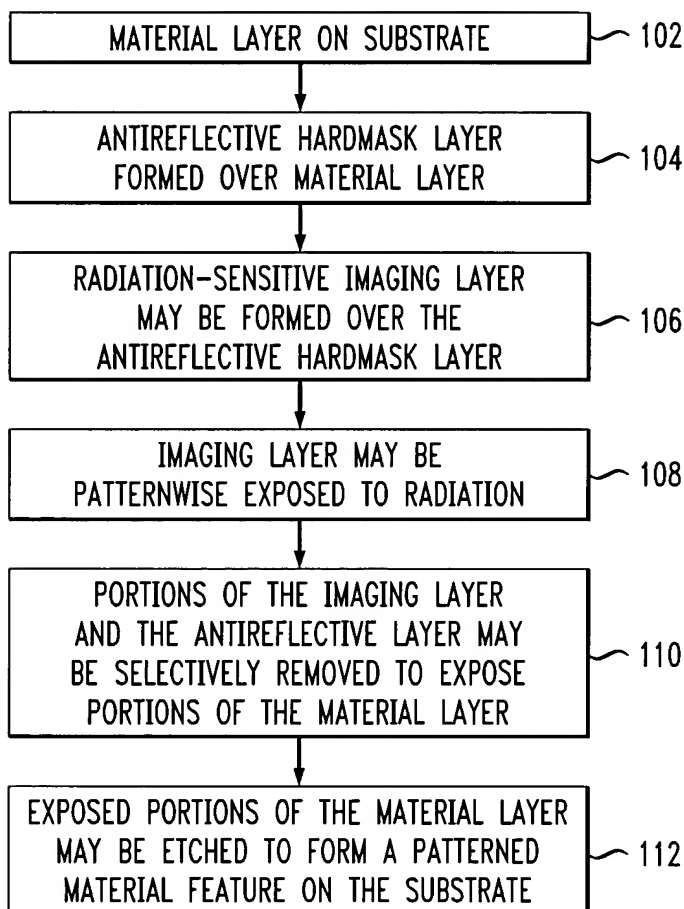 MATERIAL LAYER ON SUBSTRATE 102
ANTIREFLECTIVE HARDMASK LAYER
FORMED OVER MATERIAL LAYER
104
RADIATION-SENSITIVE IMAGING LAYER
MAY BE FORMED OVER THE
ANTIREFLECTIVE HARDMASK LAYER
106
IMAGING LAYER MAY BE
PATTERNWISE EXPOSED TO RADIATION
108
PORTIONS OF THE IMAGING LAYER
AND THE ANTIREFLECTIVE LAYER MAY
BE SELECTIVELY REMOVED TO EXPOSE
PORTIONS OF THE MATERIAL LAYER
110
EXPOSED PORTIONS OF THE MATERIAL LAYER
MAY BE ETCHED TO FORM A PATTERNED
MATERIAL FEATURE ON THE SUBSTRATE
112